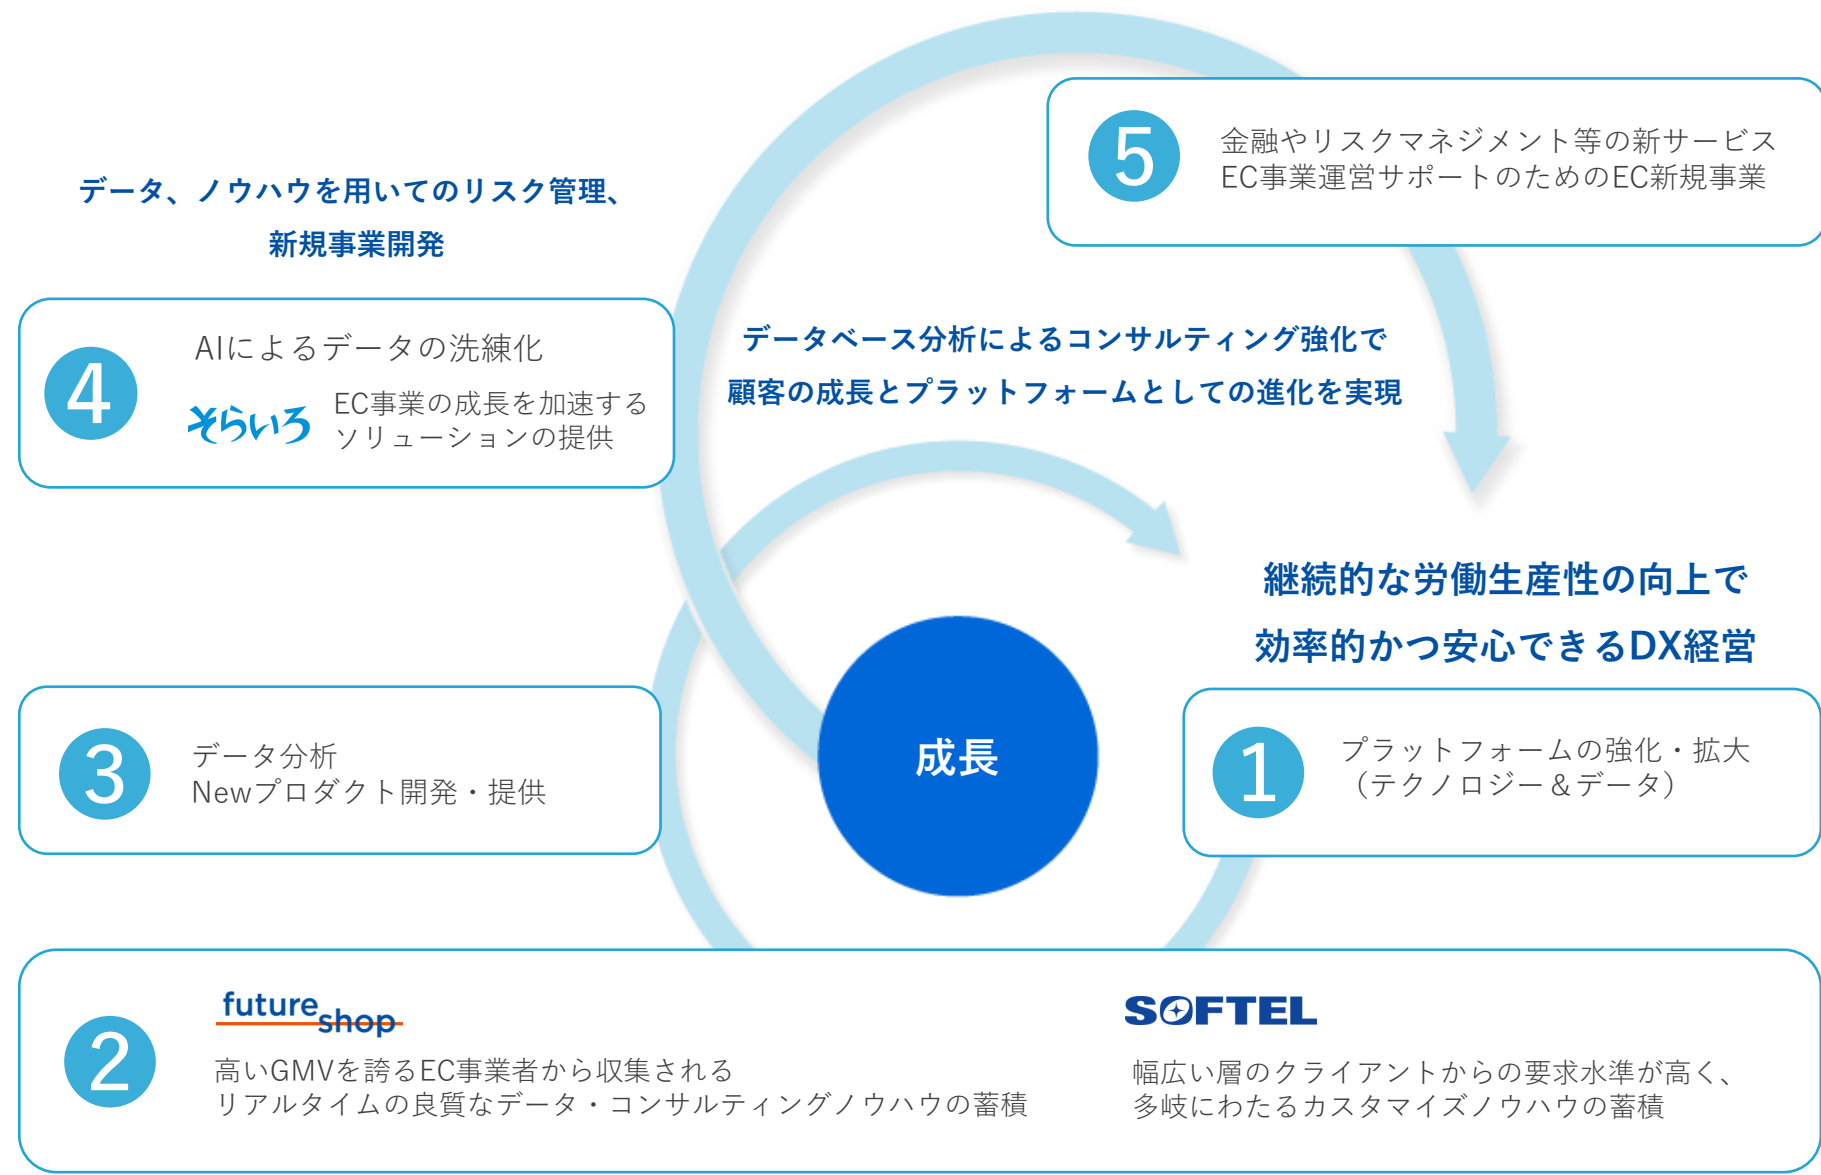 5
金融やリスクマネジメント等の新サービス
EC事業運営サポートのためのEC新規事業
データ、ノウハウを用いてのリスク管理、
新規事業開発
4
AIによるデータの洗練化
そらいろ
EC事業の成長を加速する
ソリューションの提供
データベース分析によるコンサルティング強化で
顧客の成長とプラットフォームとしての進化を実現
継続的な労働生産性の向上で
効率的かつ安心できるDX経営
3
データ分析
Newプロダクト開発・提供
成長
1
プラットフォームの強化・拡大
（テクノロジー＆データ）
2
future
shop
高いGMVを誇るEC事業者から収集される
リアルタイムの良質なデータ・コンサルティングノウハウの蓄積
SOFTEL
幅広い層のクライアントからの要求水準が高く、
多岐にわたるカスタマイズノウハウの蓄積